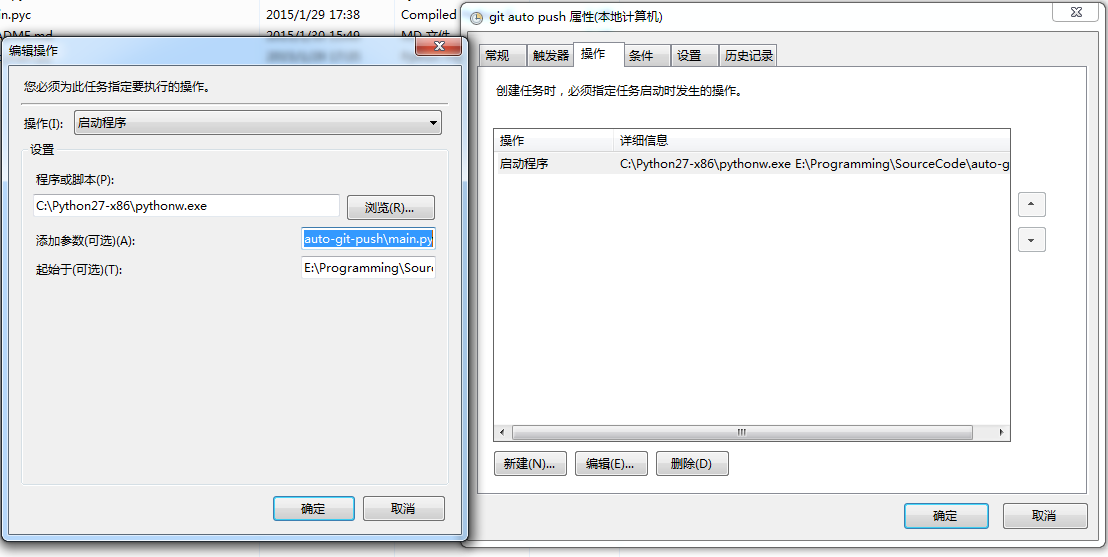 in.pyc 2015/1/29 17:38 Compiled
2015/1/30 15:49 MD 文件
编辑操作
您必须为此任务指定要执行的操作。
操作(I): 启动程序
设置
程序或脚本(P):
C:\Python27-x86\pythonw.exe 浏览(R)...
添加参数(可选)(A): auto-git-push\main.py
起始于(可选)(T): E:\Programming\Sour
确定 取消
git auto push 属性(本地计算机)
常规 触发器 操作 条件 设置 历史记录
创建任务时，必须指定任务启动时发生的操作。
操作 详细信息
启动程序 C:\Python27-x86\pythonw.exe E:\Programming\SourceCode\auto-g
新建(N)... 编辑(E)... 删除(D)
确定 取消